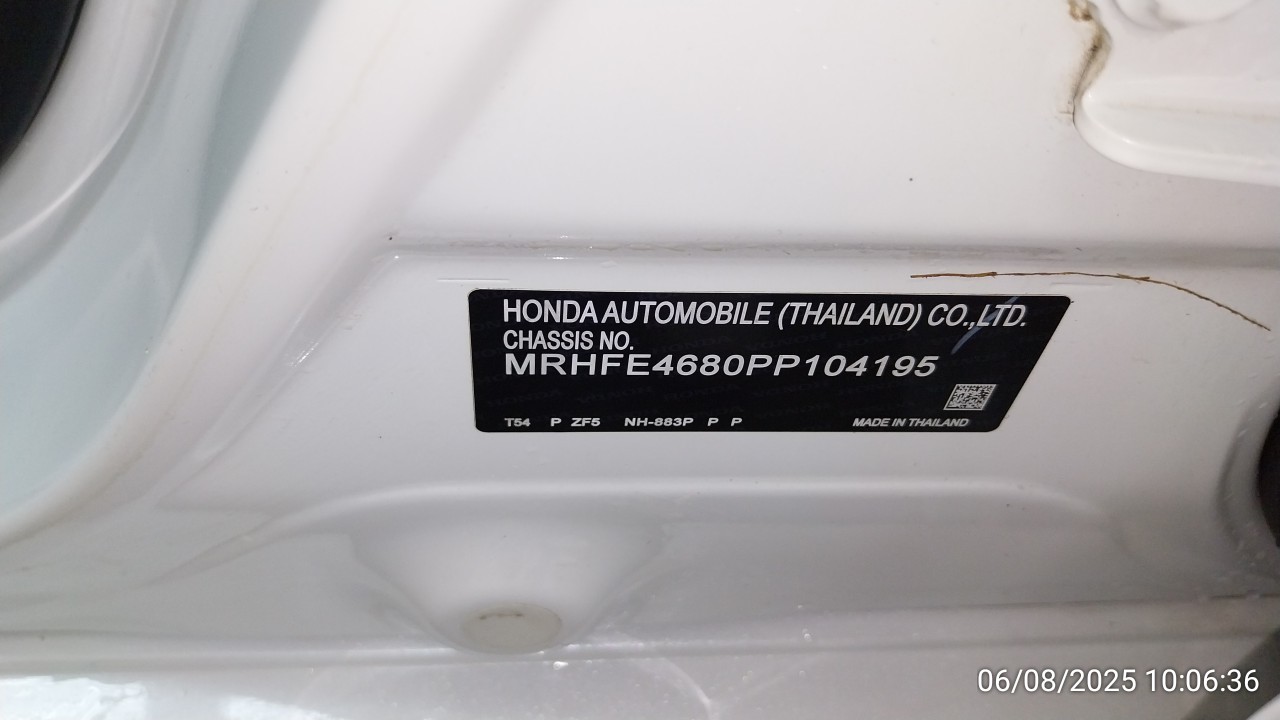 HONDA AUTOMOBILE (THAILAND) CO.,LTD.
CHASSIS NO.
MRHFE4680PP104195
T54 P ZF5 NH-883P P P MADE IN THAILAND
06/08/2025 10:06:36